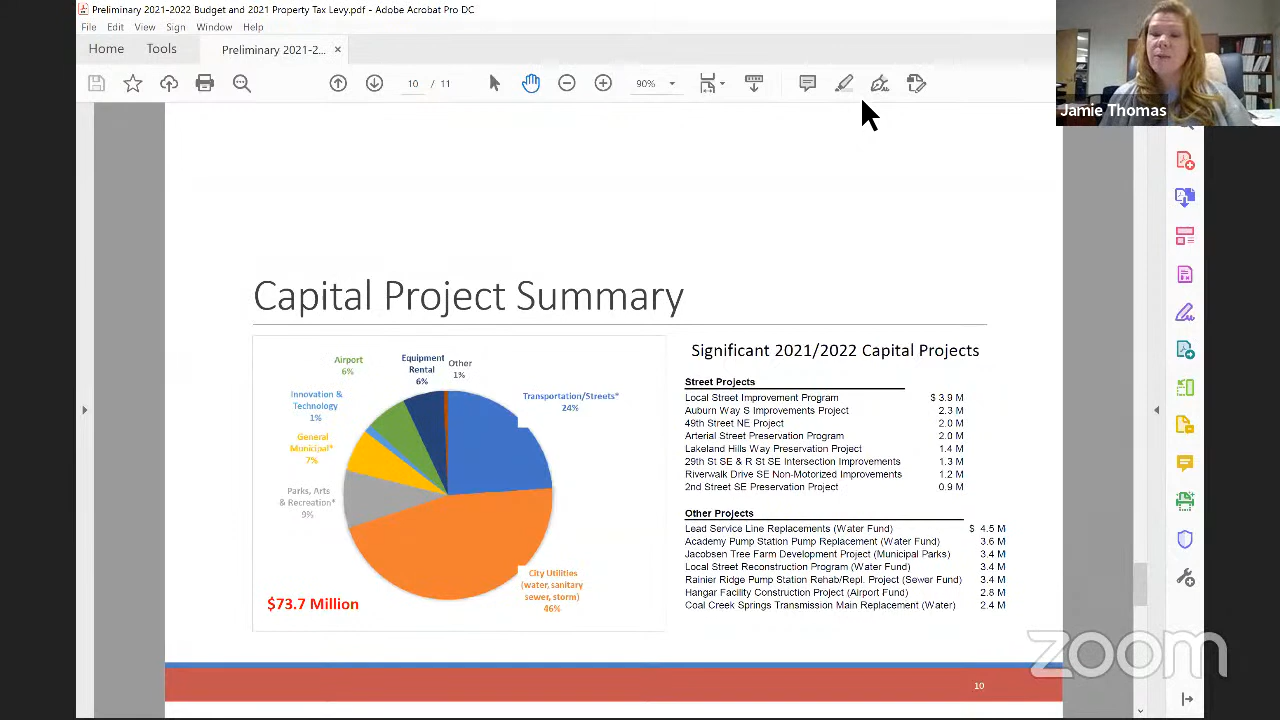 Preliminary 2021-2022 Budget and 2021 Property Tax Levy.pdf - Adobe Acrobat Pro DC
File Edit View Sign Window Help
Home Tools Preliminary 2021-2... ×
10 / 11 90%
Jamie Thomas
Capital Project Summary
Airport
6%
Equipment
Rental
6%
Other
1%
Innovation &
Technology
1%
Transportation/Streets*
24%
General
Municipal*
7%
Parks, Arts
& Recreation*
9%
City Utilities
(water, sanitary
sewer, storm)
46%
$73.7 Million
Significant 2021/2022 Capital Projects
Street Projects
Local Street Improvement Program $ 3.9 M
Auburn Way S Improvements Project 2.3 M
49th Street NE Project 2.0 M
Arterial Street Preservation Program 2.0 M
Lakeland Hills Way Preservation Project 1.4 M
29th St SE & R St SE Intersection Improvements 1.3 M
Riverwalk Drive SE Non-Motorized Improvements 1.2 M
2nd Street SE Preservation Project 0.9 M
Other Projects
Lead Service Line Replacements (Water Fund) $ 4.5 M
Academy Pump Station Pump Replacement (Water Fund) 3.6 M
Jacobsen Tree Farm Development Project (Municipal Parks) 3.4 M
Local Street Reconstruction Program (Water Fund) 3.4 M
Rainier Ridge Pump Station Rehab/Repl. Project (Sewer Fund) 3.4 M
Hangar Facility Construction Project (Airport Fund) 2.8 M
Coal Creek Springs Transmission Main Replacement (Water) 2.4 M
zoom
10